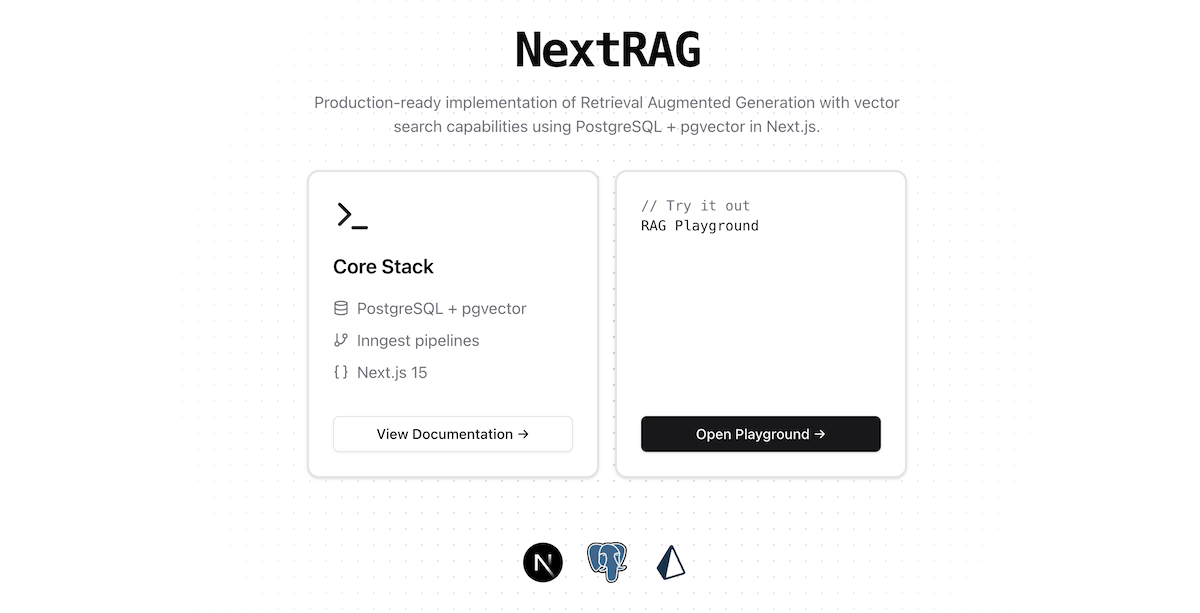 NextRAG
Production-ready implementation of Retrieval Augmented Generation with vector
search capabilities using PostgreSQL + pgvector in Next.js.
Core Stack
PostgreSQL + pgvector
Inngest pipelines
Next.js 15
View Documentation →
// Try it out
RAG Playground
Open Playground →
N